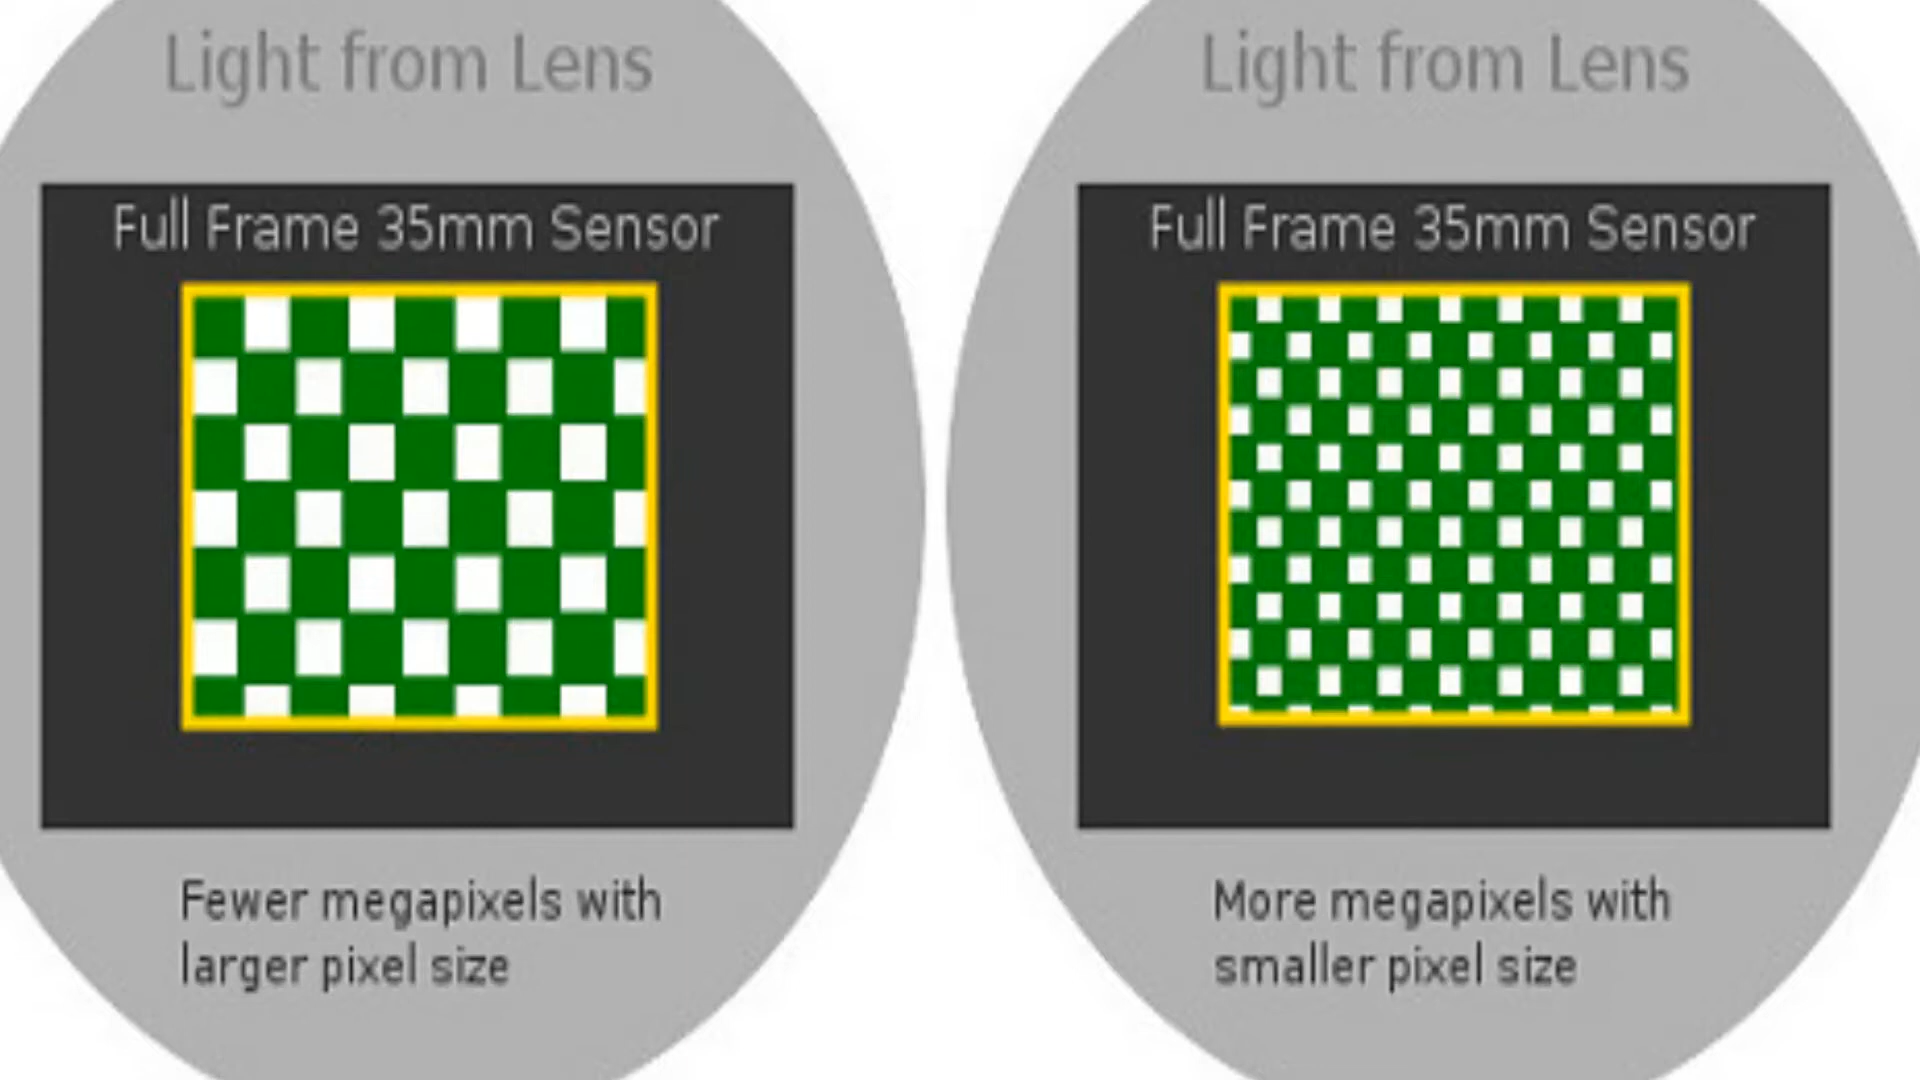 Light from Lens
Full Frame 35mm Sensor
Fewer megapixels with
larger pixel size
Light from Lens
Full Frame 35mm Sensor
More megapixels with
smaller pixel size